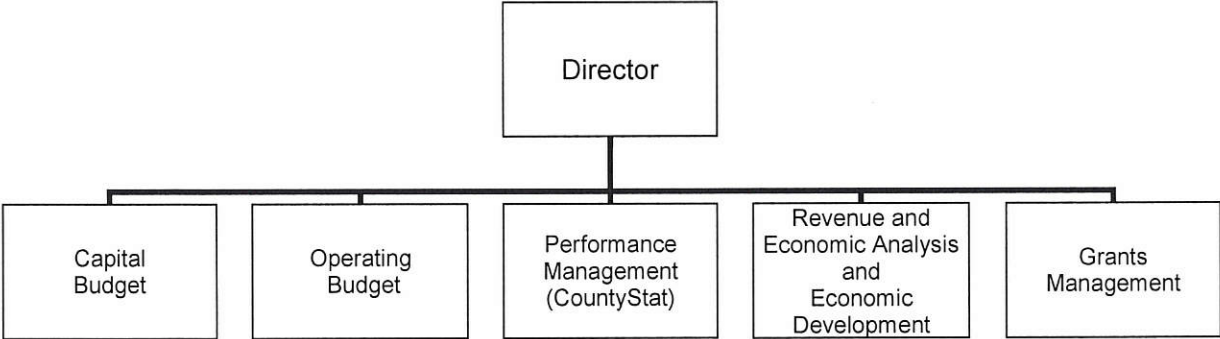 Director
Capital
Budget
Operating
Budget
Performance
Management
(CountyStat)
Revenue and
Economic Analysis
and
Economic
Development
Grants
Management